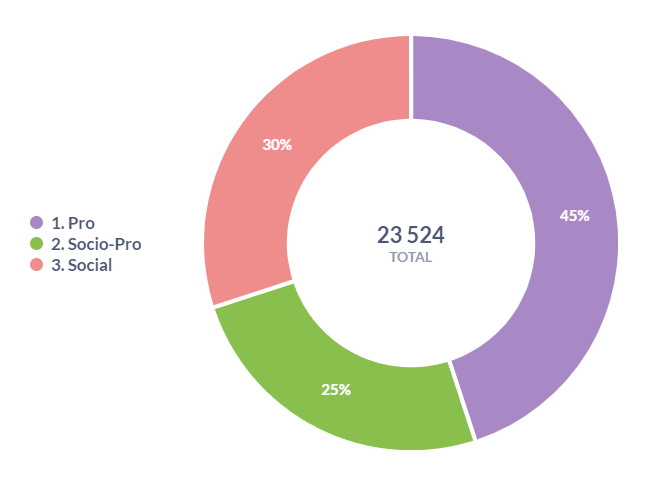 1. Pro
2. Socio-Pro
3. Social
30%
45%
25%
23 524
TOTAL